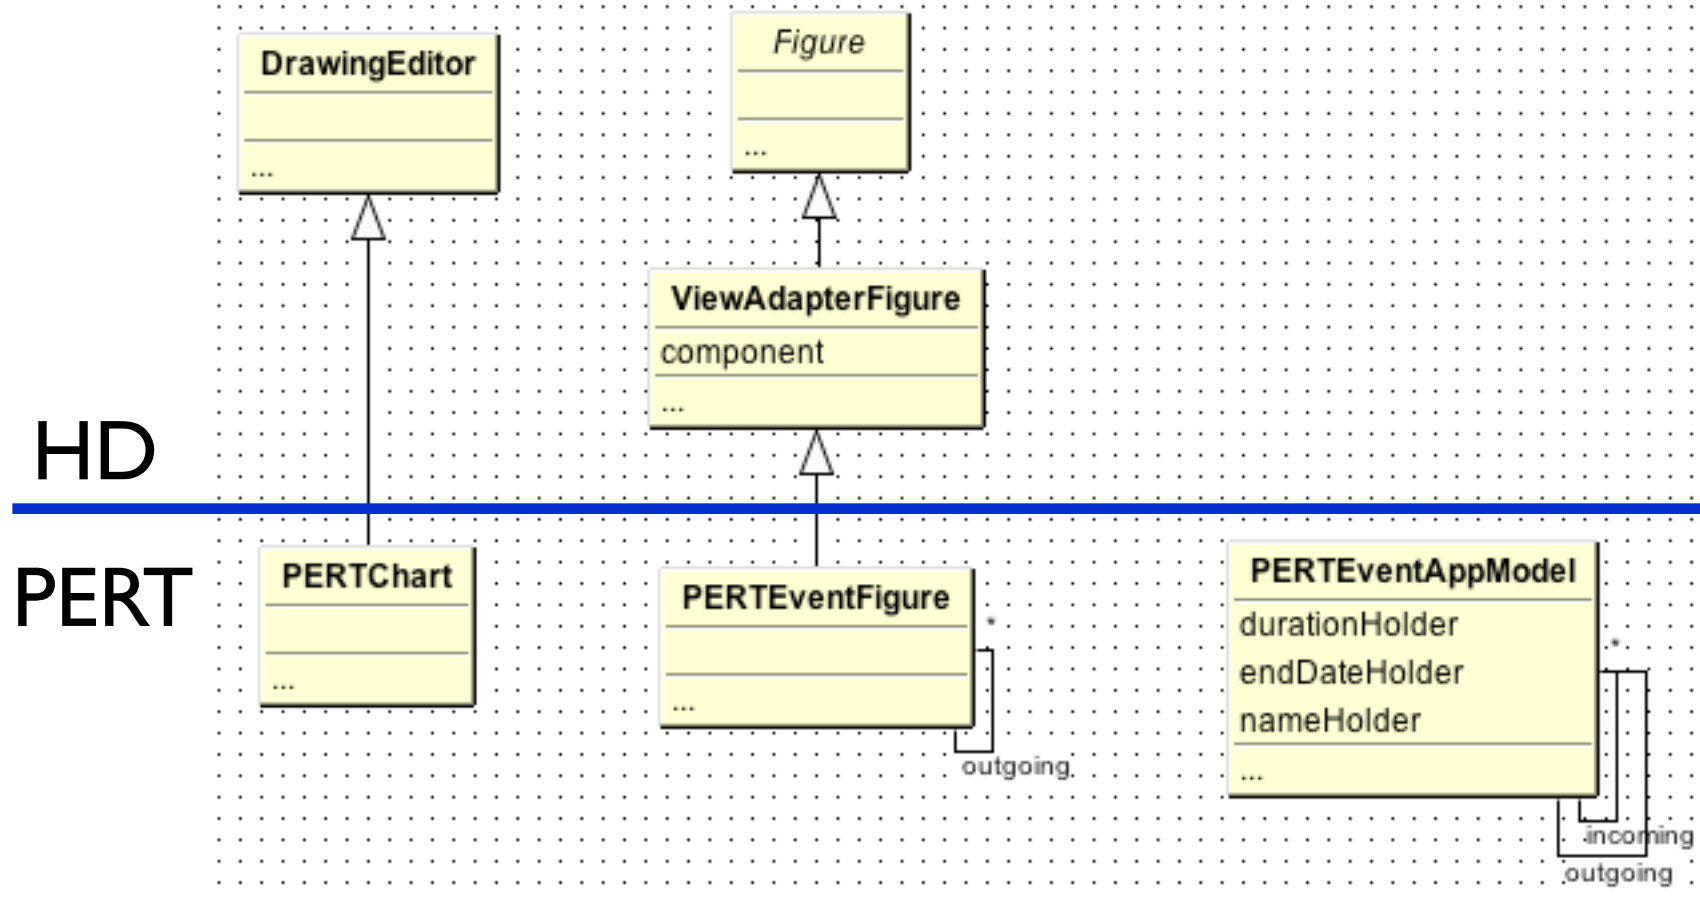 DrawingEditor
...
Figure
...
ViewAdapterFigure
component
...
HD
PERT
PERTChart
...
PERTEventFigure
...
*
outgoing
PERTEventAppModel
durationHolder
endDateHolder
nameHolder
...
*
incoming
outgoing